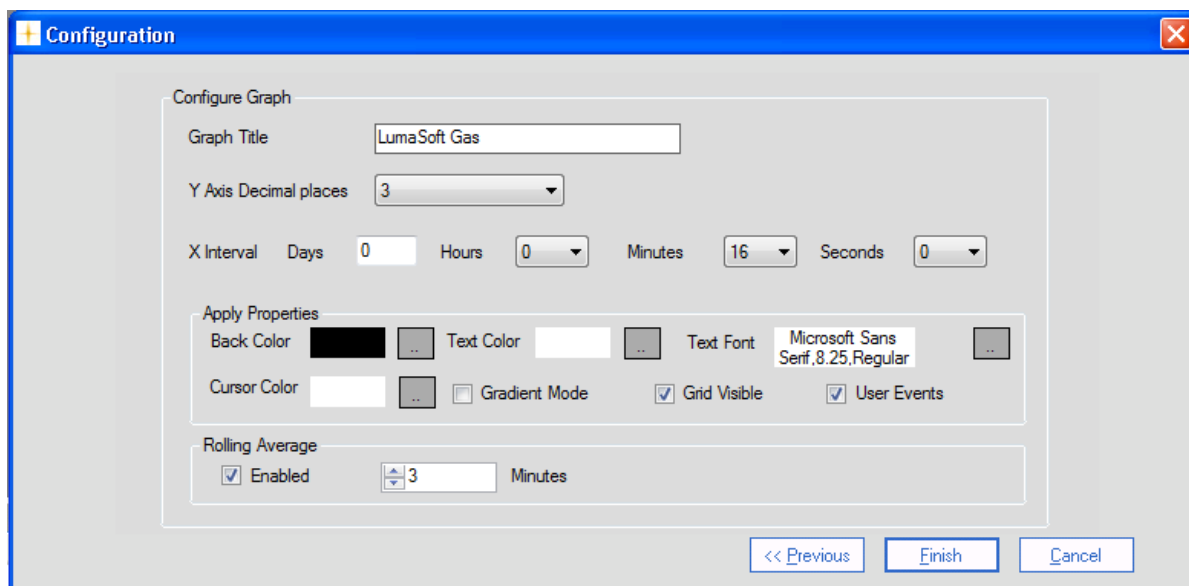 Configuration
Configure Graph
Graph Title LumaSoft Gas
Y Axis Decimal places 3
X Interval Days 0 Hours 0 Minutes 16 Seconds 0
Apply Properties
Back Color .. Text Color .. Text Font Microsoft Sans
Serif,8.25,Regular ..
Cursor Color .. Gradient Mode Grid Visible User Events
Rolling Average
Enabled 3 Minutes
<< Previous Finish Cancel